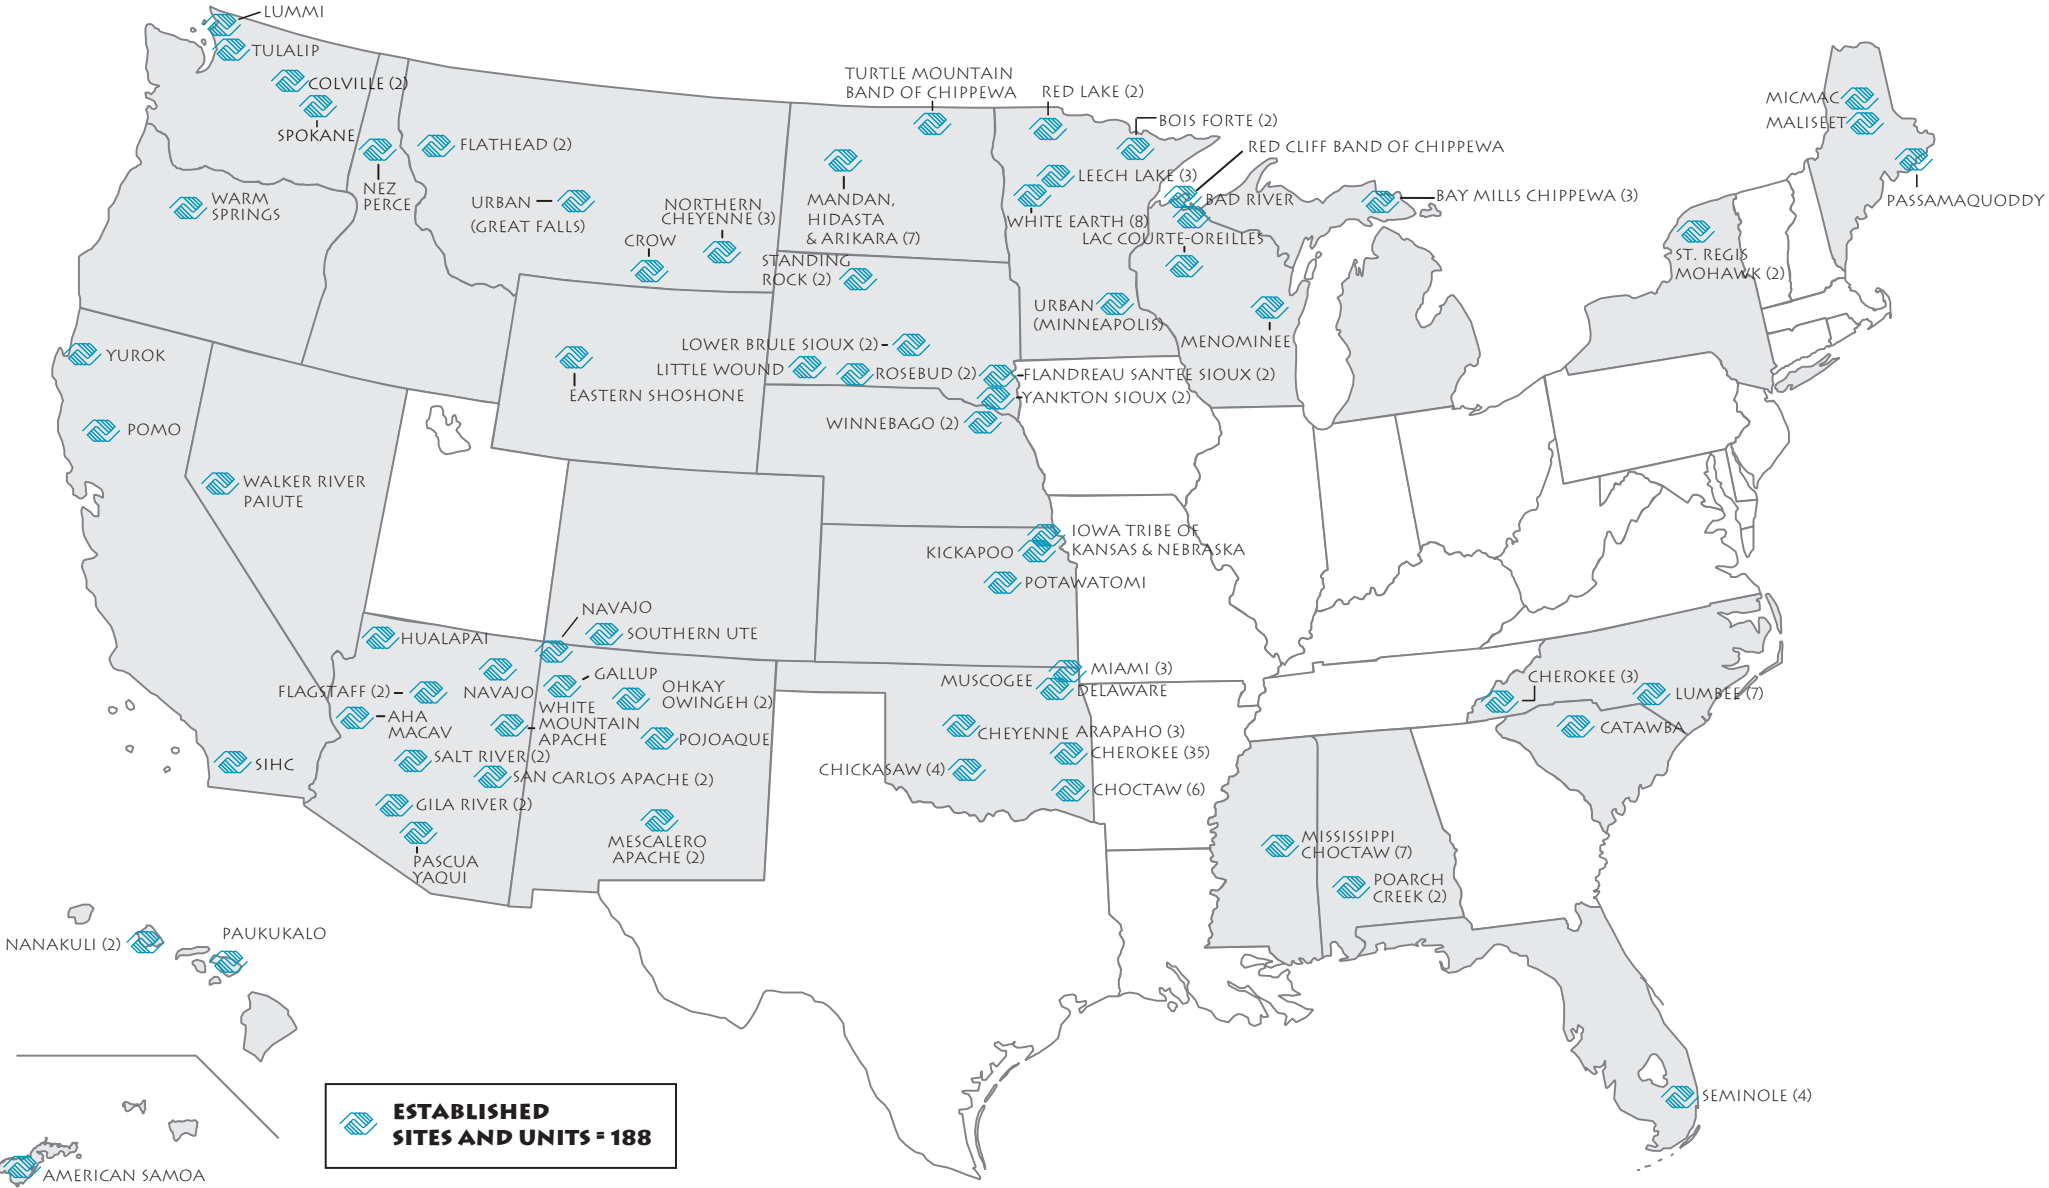 LUMMI
TULALIP
COLVILLE (2)
SPOKANE
NEZ
PERCE
WARM
SPRINGS
FLATHEAD (2)
URBAN
(GREAT FALLS)
NORTHERN
CHEYENNE (3)
CROW
TURTLE MOUNTAIN
BAND OF CHIPPEWA
MANDAN,
HIDASTA
& ARIKARA (7)
STANDING
ROCK (2)
RED LAKE (2)
BOIS FORTE (2)
RED CLIFF BAND OF CHIPPEWA
LEECH LAKE (3)
WHITE EARTH (8)
BAD RIVER
BAY MILLS CHIPPEWA (3)
LAC COURTE-OREILLES
URBAN
(MINNEAPOLIS)
MENOMINEE
MICMAC
MALISEET
PASSAMAQUODDY
ST. REGIS
MOHAWK (2)
YUROK
POMO
WALKER RIVER
PAIUTE
EASTERN SHOSHONE
LOWER BRULE SIOUX (2)
LITTLE WOUND
ROSEBUD (2)
FLANDREAU SANTEE SIOUX (2)
YANKTON SIOUX (2)
WINNEBAGO (2)
IOWA TRIBE OF
KANSAS & NEBRASKA
KICKAPOO
POTAWATOMI
NAVAJO
SOUTHERN UTE
HUALAPAI
NAVAJO
FLAGSTAFF (2)
AHA
MACAV
GALLUP
OHKAY
OWINGEH (2)
WHITE
MOUNTAIN
APACHE
POJOAQUE
SALT RIVER (2)
SAN CARLOS APACHE (2)
GILA RIVER (2)
PASCUA
YAQUI
MESCALERO
APACHE (2)
SIHC
MIAMI (3)
MUSCOGEE
DELAWARE
CHEYENNE ARAPAHO (3)
CHEROKEE (35)
CHICKASAW (4)
CHOCTAW (6)
CHEROKEE (3)
LUMBEE (7)
CATAWBA
MISSISSIPPI
CHOCTAW (7)
POARCH
CREEK (2)
SEMINOLE (4)
NANAKULI (2)
PAUKUKALO
AMERICAN SAMOA
ESTABLISHED
SITES AND UNITS = 188